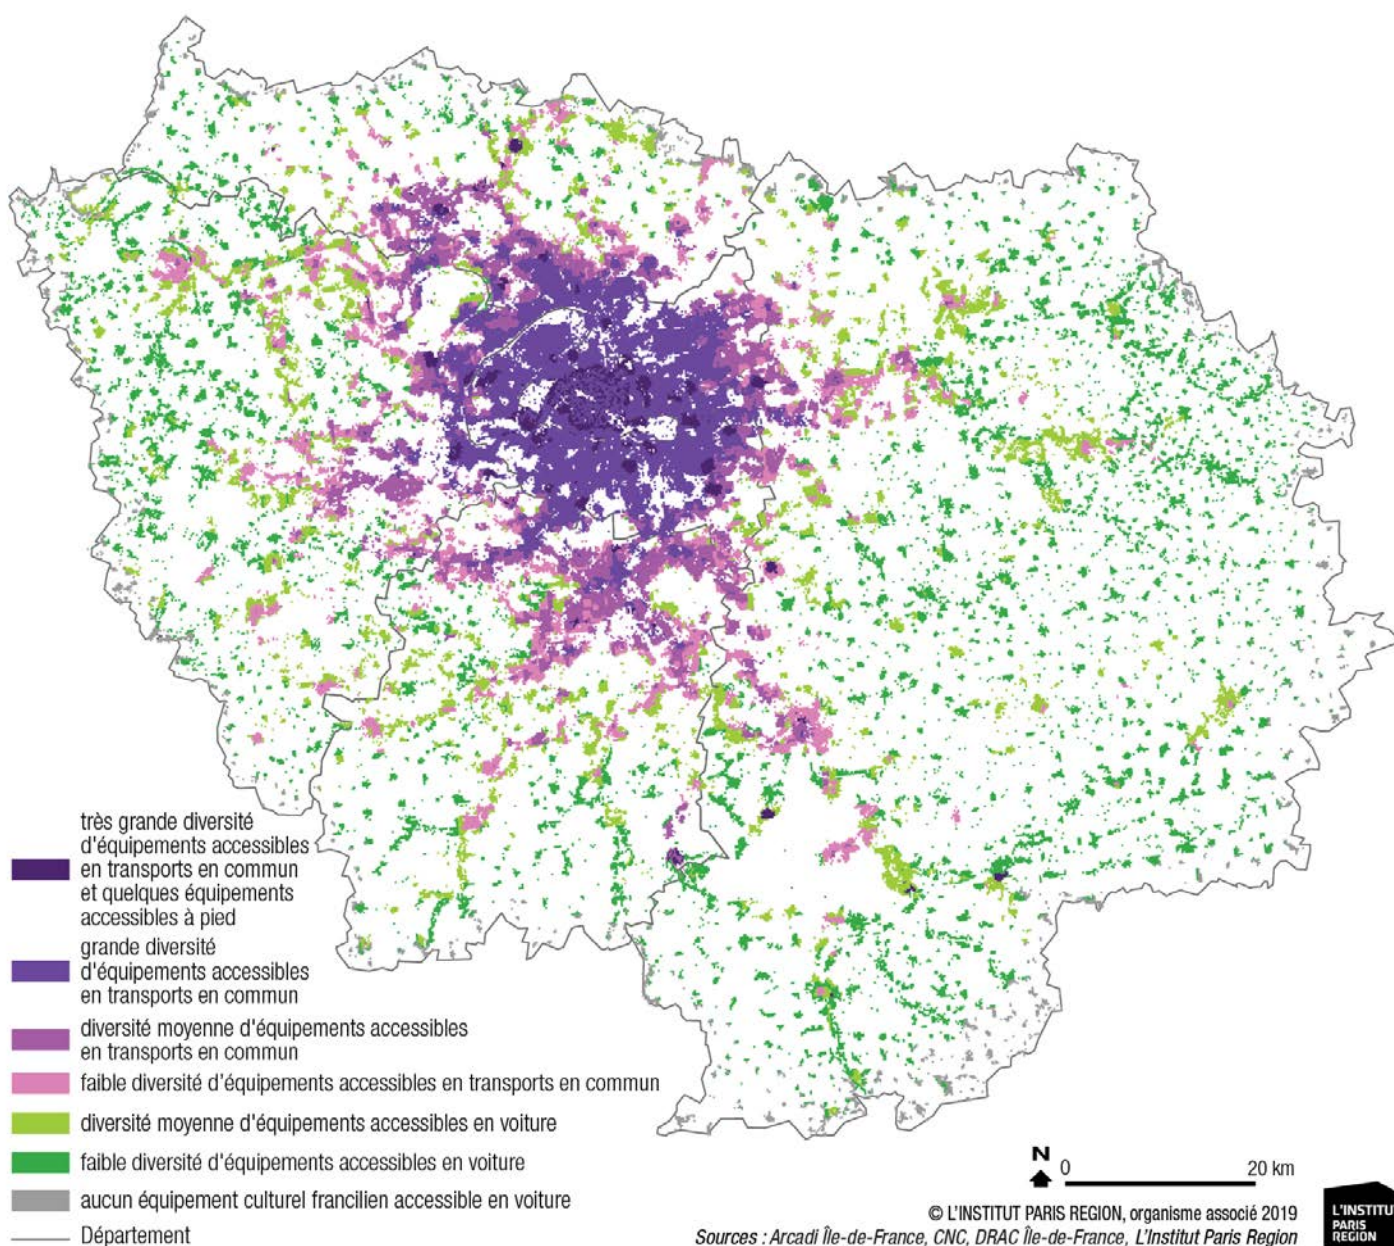 très grande diversité
d'équipements accessibles
en transports en commun
et quelques équipements
accessibles à pied
grande diversité
d'équipements accessibles
en transports en commun
diversité moyenne d'équipements accessibles
en transports en commun
faible diversité d'équipements accessibles en transports en commun
diversité moyenne d'équipements accessibles en voiture
faible diversité d'équipements accessibles en voiture
aucun équipement culturel francilien accessible en voiture
Département
N
0 20 km
© L'INSTITUT PARIS REGION, organisme associé 2019
Sources : Arcadi Île-de-France, CNC, DRAC Île-de-France, L'Institut Paris Region
L'INSTITUT
PARIS
REGION